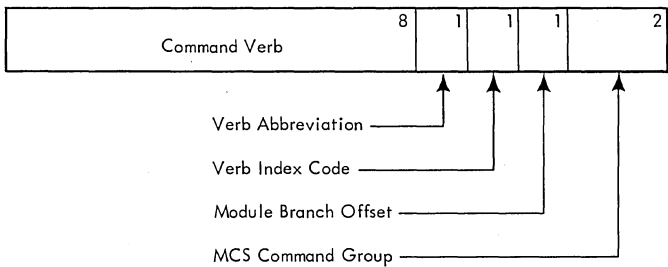 8 1 1 1 2
Command Verb
Verb Abbreviation
Verb Index Code
Module Branch Offset
MCS Command Group